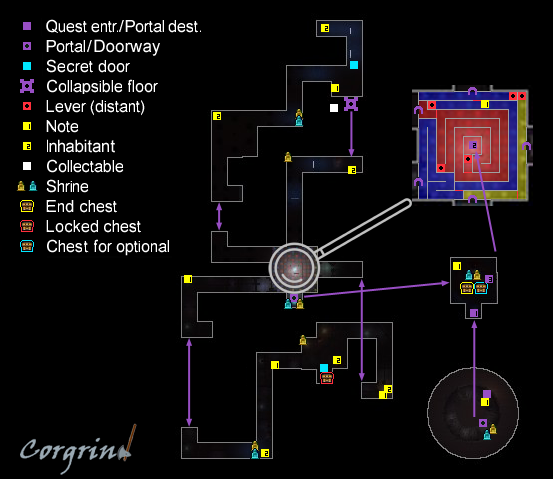 Quest entr./Portal dest.
Portal/Doorway
Secret door
Collapsible floor
Lever (distant)
Note
Inhabitant
Collectable
Shrine
End chest
Locked chest
Chest for optional
Corgrind